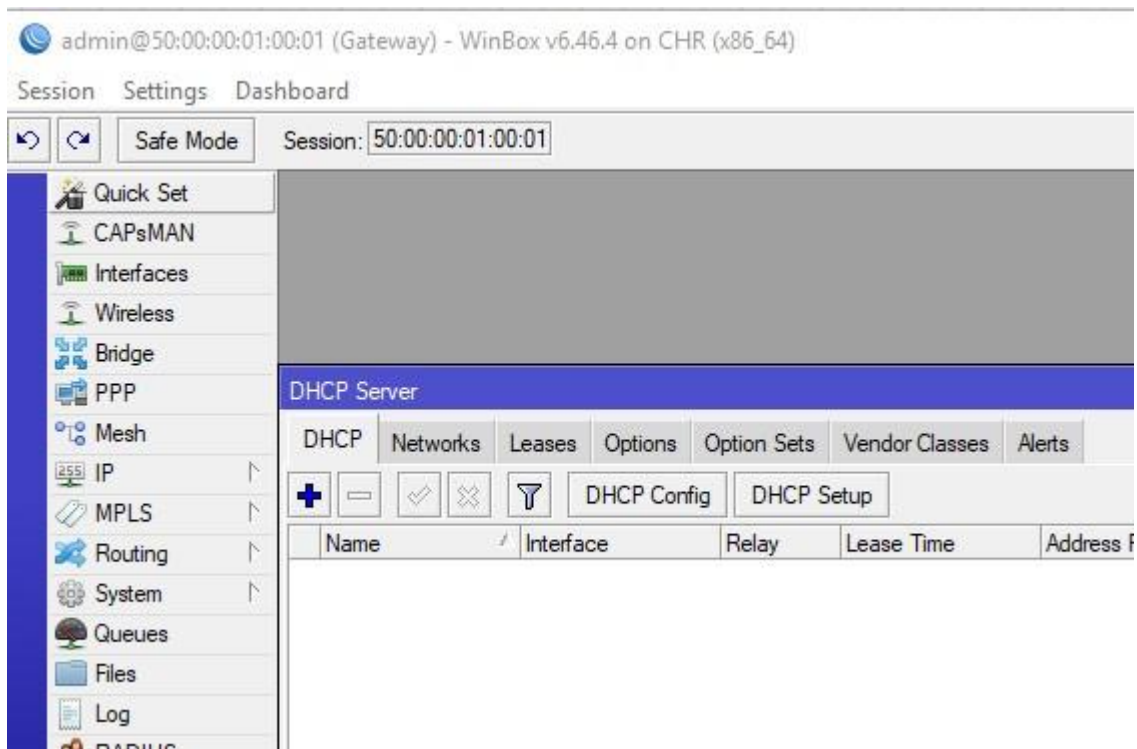 admin@50:00:00:01:00:01 (Gateway) - WinBox v6.46.4 on CHR (x86_64)
Session Settings Dashboard
Safe Mode Session: 50:00:00:01:00:01
Quick Set
CAPsMAN
Interfaces
Wireless
Bridge
PPP
Mesh
255 IP
MPLS
Routing
System
Queues
Files
Log
RADIUS
DHCP Server
DHCP Networks Leases Options Option Sets Vendor Classes Alerts
DHCP Config DHCP Setup
Name Interface Relay Lease Time Address